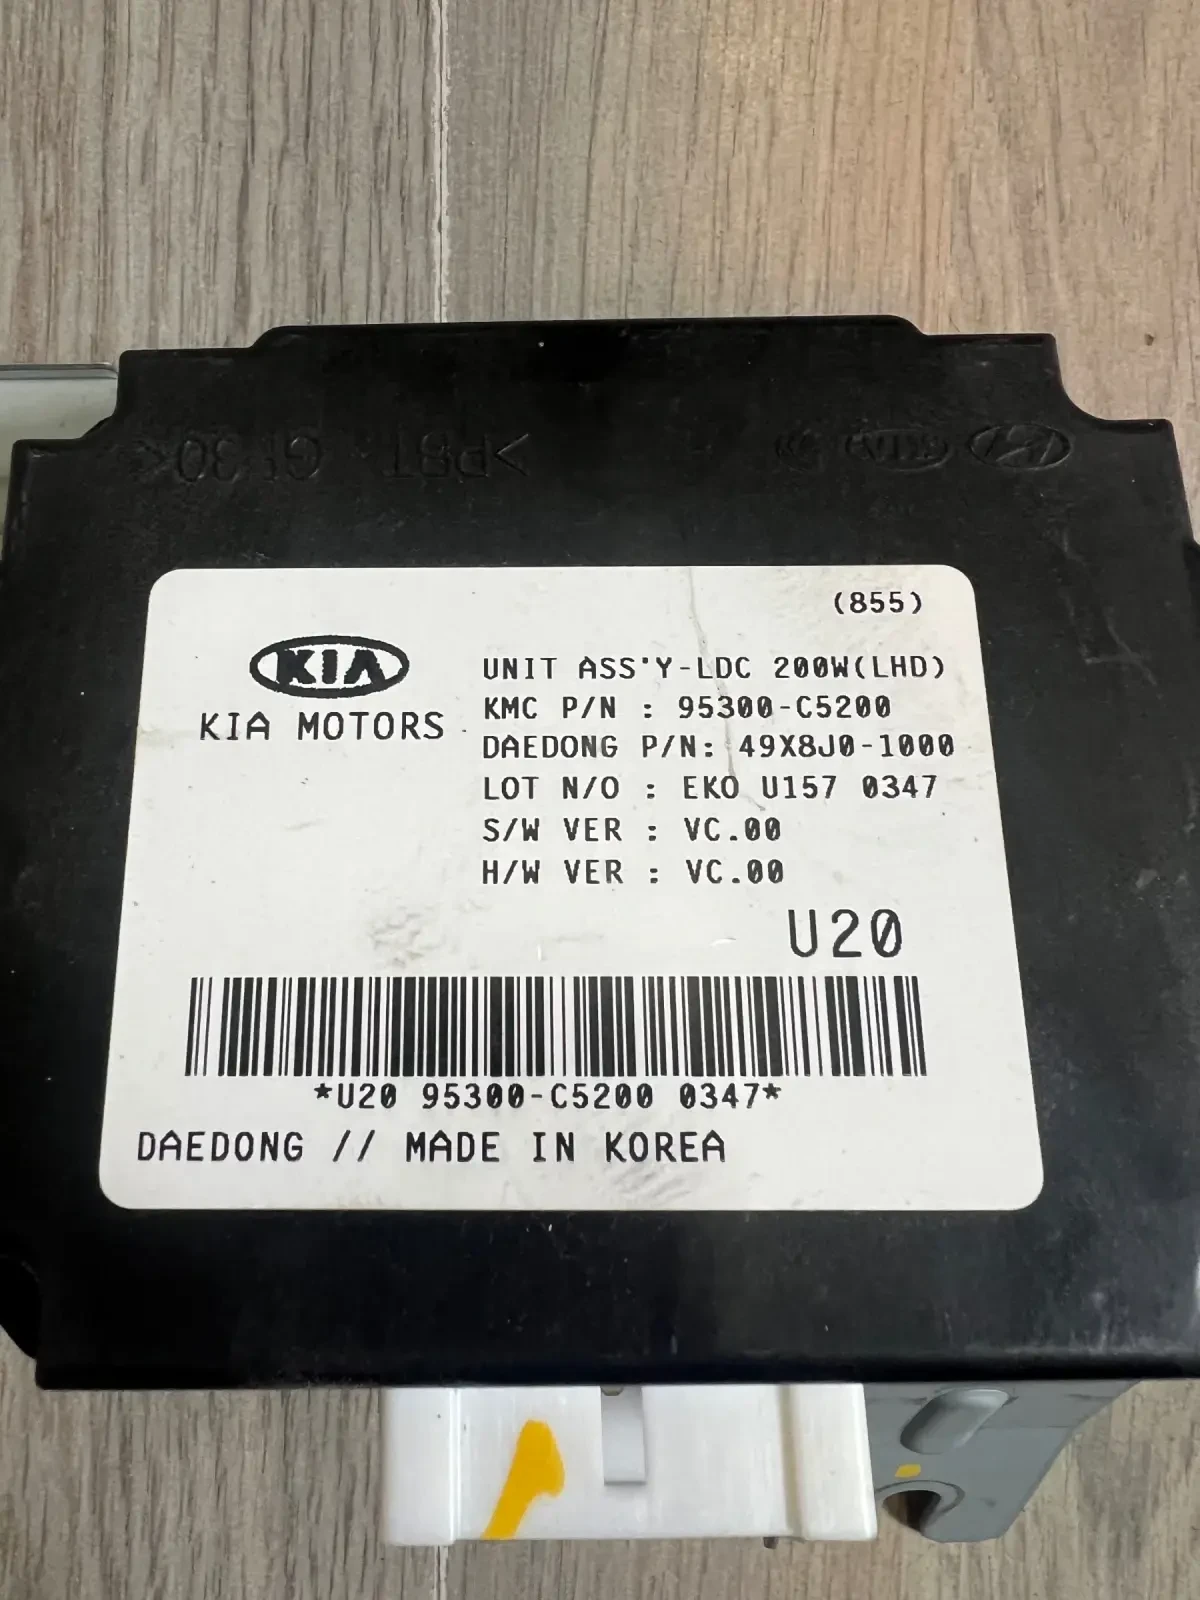 >PBT GF30<
(855)
KIA
KIA MOTORS
UNIT ASS'Y-LDC 200W(LHD)
KMC P/N : 95300-C5200
DAEDONG P/N: 49X8J0-1000
LOT N/O : EKO U157 0347
S/W VER : VC.00
H/W VER : VC.00
U20
*U20 95300-C5200 0347*
DAEDONG // MADE IN KOREA